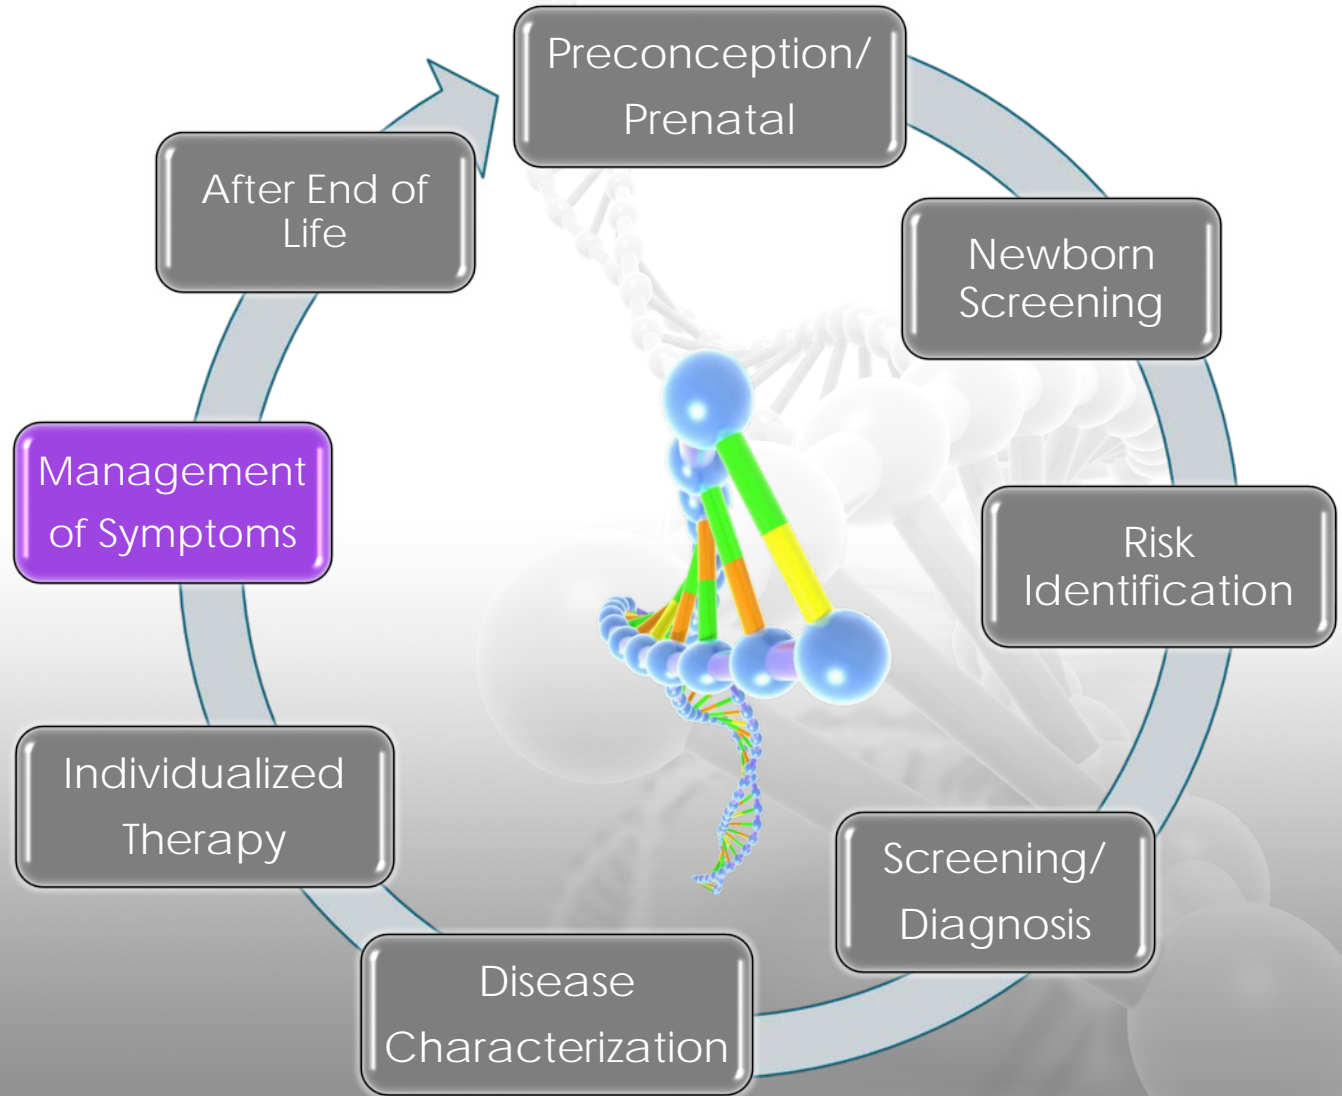 Preconception/
Prenatal
Newborn
Screening
Risk
Identification
Screening/
Diagnosis
Disease
Characterization
Individualized
Therapy
Management
of Symptoms
After End of
Life